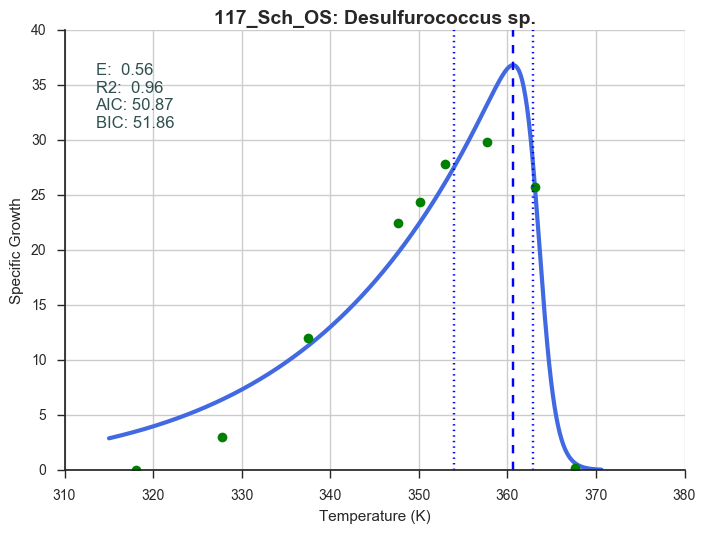 117_Sch_OS: Desulfurococcus sp.
E:  0.56
R2:  0.96
AIC: 50.87
BIC: 51.86
Specific Growth
40
35
30
25
20
15
10
5
0
310 320 330 340 350 360 370 380
Temperature (K)